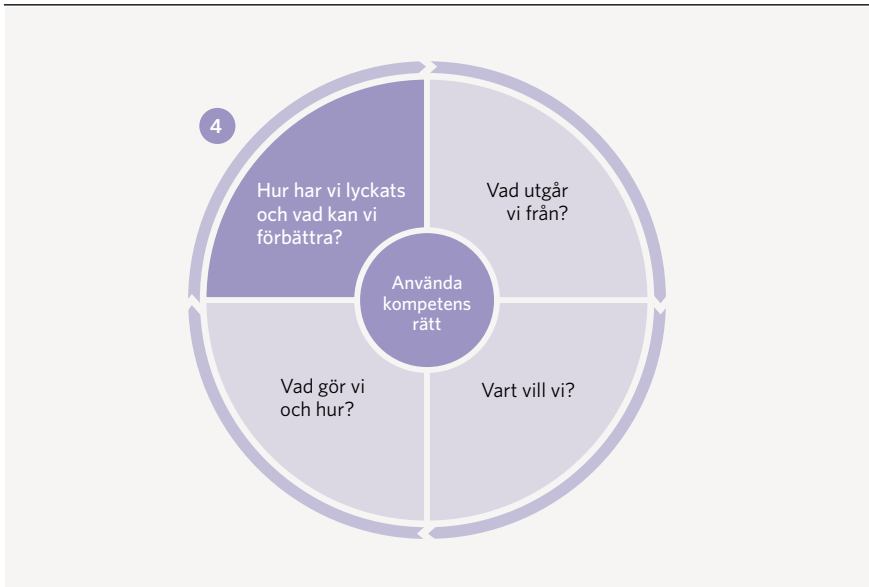 4
Hur har vi lyckats
och vad kan vi
förbättra?
Vad utgår
vi från?
Använda
kompetens
rätt
Vad gör vi
och hur?
Vart vill vi?